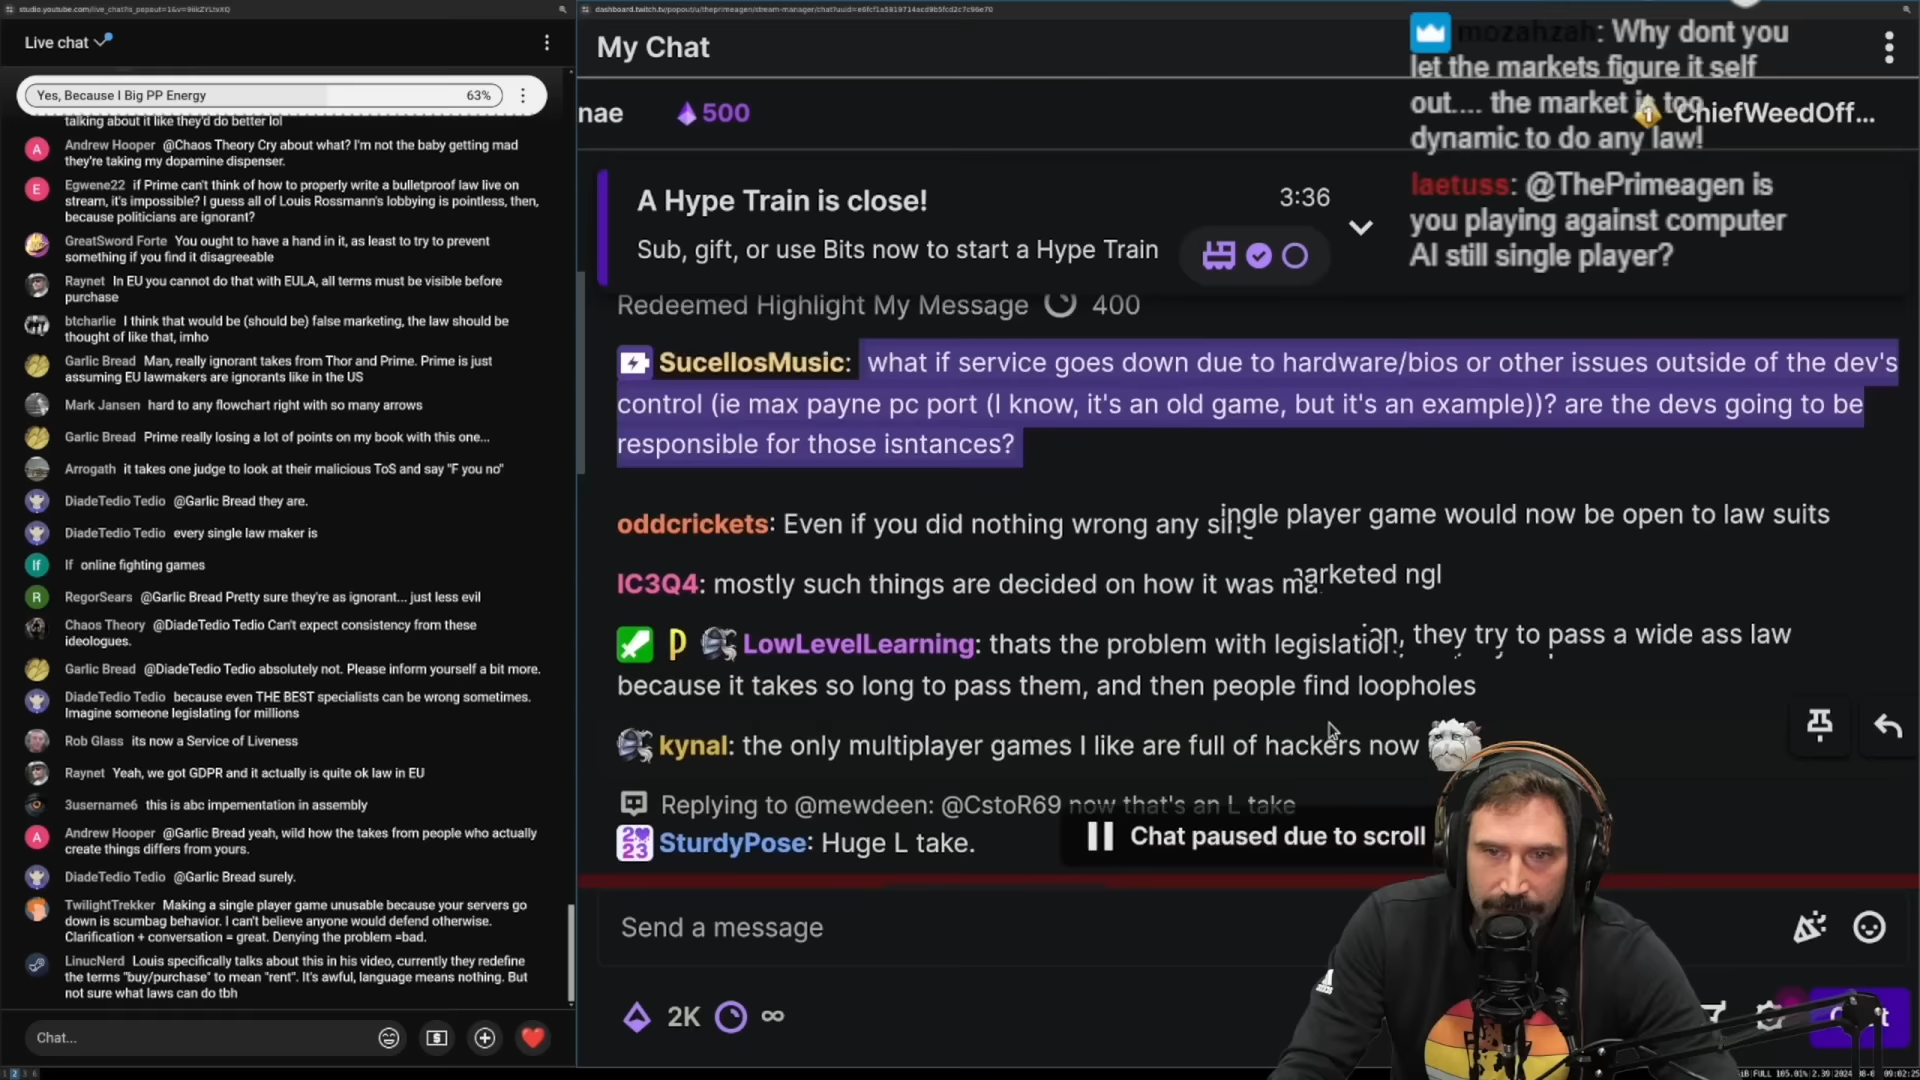 studio.youtube.com/live_chat?is_popout=1&v=
Live chat
Yes, Because I Big PP Energy 63%
talking about it like they'd do better lol
Andrew Hooper @Chaos Theory Cry about what? I'm not the baby getting mad
they're taking my dopamine dispenser.
Egwene22 if Prime can't think of how to properly write a bulletproof law live on
stream, it's impossible? I guess all of Louis Rossmann's lobbying is pointless, then,
because politicians are ignorant?
GreatSword Forte You ought to have a hand in it, as least to try to prevent
something if you find it disagreeable
Raynet In EU you cannot do that with EULA, all terms must be visible before
purchase
btcharlie I think that would be (should be) false marketing, the law should be
thought of like that, imho
Garlic Bread Man, really ignorant takes from Thor and Prime. Prime is just
assuming EU lawmakers are ignorants like in the US
Mark Jansen hard to any flowchart right with so many arrows
Garlic Bread Prime really losing a lot of points on my book with this one...
Arrogath it takes one judge to look at their malicious ToS and say "F you no"
DiadeTedio Tedio @Garlic Bread they are.
DiadeTedio Tedio every single law maker is
If
If online fighting games
R
RegorSears @Garlic Bread Pretty sure they're as ignorant... just less evil
Chaos Theory @DiadeTedio Tedio Can't expect consistency from these
ideologues.
Garlic Bread @DiadeTedio Tedio absolutely not. Please inform yourself a bit more.
DiadeTedio Tedio because even THE BEST specialists can be wrong sometimes.
Imagine someone legislating for millions
Rob Glass its now a Service of Liveness
Raynet Yeah, we got GDPR and it actually is quite ok law in EU
3username6 this is abc impementation in assembly
Andrew Hooper @Garlic Bread yeah, wild how the takes from people who actually
create things differs from yours.
DiadeTedio Tedio @Garlic Bread surely.
TwilightTrekker Making a single player game unusable because your servers go
down is scumbag behavior. I can't believe anyone would defend otherwise.
Clarification + conversation = great. Denying the problem =bad.
LinucNerd Louis specifically talks about this in his video, currently they redefine
the terms "buy/purchase" to mean "rent". It's awful, language means nothing. But
not sure what laws can do tbh
Chat...
My Chat
nae 500
ChiefWeedOff...
A Hype Train is close! 3:36
Sub, gift, or use Bits now to start a Hype Train
mozahzah: Why dont you
let the markets figure it self
out.... the market is too
dynamic to do any law!
laetuss: @ThePrimeagen is
you playing against computer
AI still single player?
Redeemed Highlight My Message 400
SucellosMusic: what if service goes down due to hardware/bios or other issues outside of the dev's
control (ie max payne pc port (I know, it's an old game, but it's an example))? are the devs going to be
responsible for those isntances?
oddcrickets: Even if you did nothing wrong any single player game would now be open to law suits
IC3Q4: mostly such things are decided on how it was marketed ngl
LowLevelLearning: thats the problem with legislation, they try to pass a wide ass law
because it takes so long to pass them, and then people find loopholes
kynal: the only multiplayer games I like are full of hackers now
Replying to @mewdeen: @CstoR69 now that's an L take
SturdyPose: Huge L take.
Chat paused due to scroll
Send a message
2K ∞